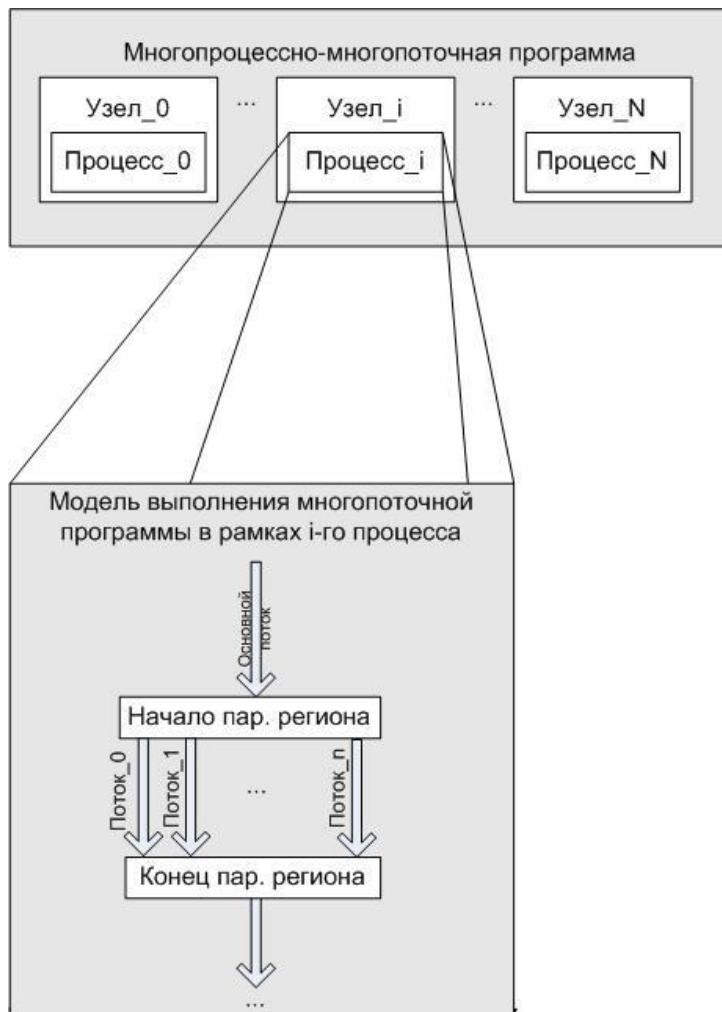 Многопроцессно-многопоточная программа
Узел_0
...
Узел_i
...
Узел_N
Процесс_0
Процесс_i
Процесс_N
Модель выполнения многопоточной
программы в рамках i-го процесса
Основной
поток
Начало пар. региона
Поток_0
Поток_1
...
Поток_n
Конец пар. региона
...